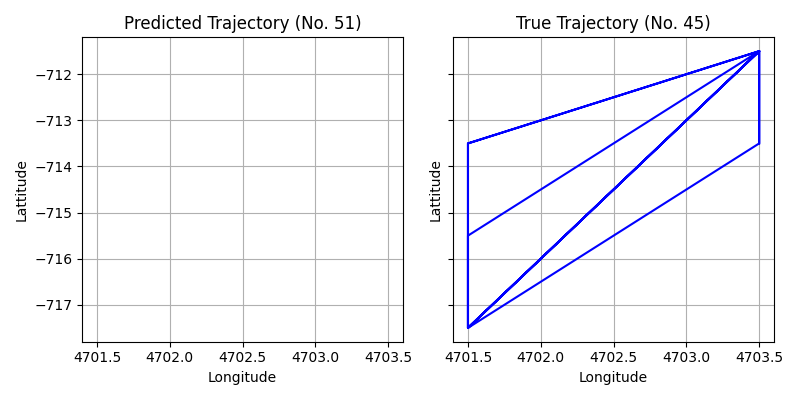 Predicted Trajectory (No. 51)
True Trajectory (No. 45)
Lattitude
−712
−713
−714
−715
−716
−717
4701.5 4702.0 4702.5 4703.0 4703.5
Longitude
Lattitude
4701.5 4702.0 4702.5 4703.0 4703.5
Longitude